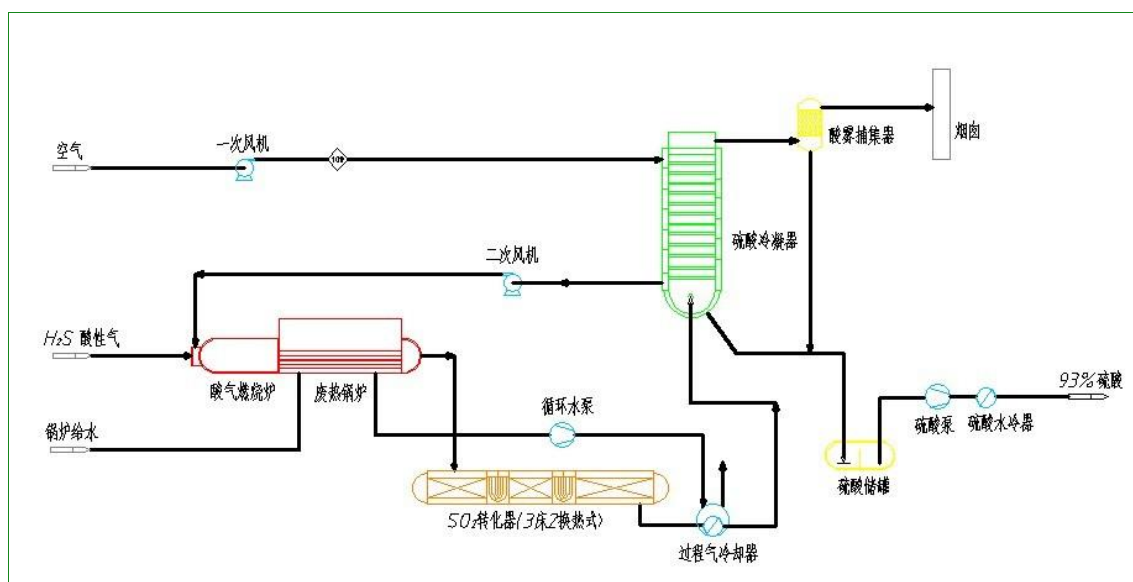 酸雾捕集器
烟囱
空气
一次风机
硫酸冷凝器
二次风机
H₂S 酸性气
酸气燃烧炉
废热锅炉
93%硫酸
循环水泵
硫酸泵
硫酸水冷器
锅炉给水
硫酸储罐
SO₂转化器(3床2换热式)
过程气冷却器